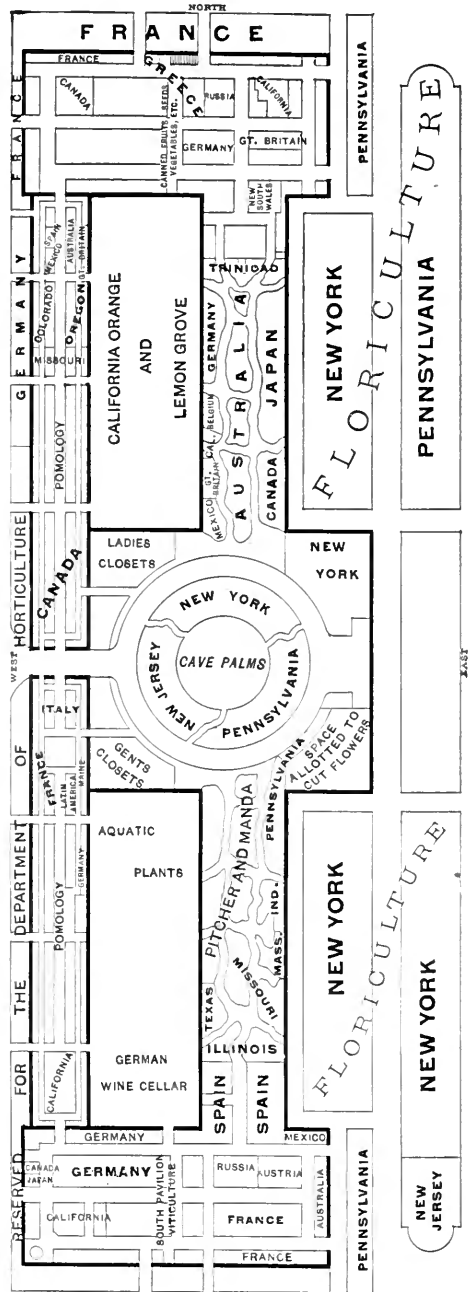 NORTH
FRANCE
FRANCE
GREECE
CANADA
CANNED FRUITS, SEEDS
VEGETABLES, ETC.
RUSSIA
CALIFORNIA
GERMANY
GT. BRITAIN
NEW
SOUTH
WALES
PENNSYLVANIA
FRANCE
GERMANY
SPAIN
MEXICO
COLORADO
AUSTRALIA
GT. BRITAIN
OREGON
MISSOURI
POMOLOGY
CALIFORNIA ORANGE
AND
LEMON GROVE
TRINIDAD
GERMANY
AUSTRALIA
JAPAN
BELGIUM
CAL.
GT.
BRITAIN
MEXICO
CANADA
NEW YORK
FLORICULTURE
PENNSYLVANIA
HORTICULTURE
CANADA
LADIES
CLOSETS
NEW
YORK
WEST
NEW YORK
CAVE PALMS
NEW JERSEY
PENNSYLVANIA
EAST
ITALY
FRANCE
LATIN
AMERICA
MAINE
GENTS
CLOSETS
SPACE
ALLOTTED TO
CUT FLOWERS
OF
DEPARTMENT
GERMANY
POMOLOGY
AQUATIC
PLANTS
PITCHER AND MANDA
PENNSYLVANIA
IND.
MASS.
MISSOURI
TEXAS
ILLINOIS
NEW YORK
FLORICULTURE
NEW YORK
THE
FOR
CALIFORNIA
GERMAN
WINE CELLAR
SPAIN
SPAIN
GERMANY
MEXICO
RESERVED
CANADA
JAPAN
GERMANY
SOUTH PAVILION
VITICULTURE
RUSSIA
AUSTRIA
AUSTRALIA
CALIFORNIA
FRANCE
FRANCE
PENNSYLVANIA
NEW
JERSEY